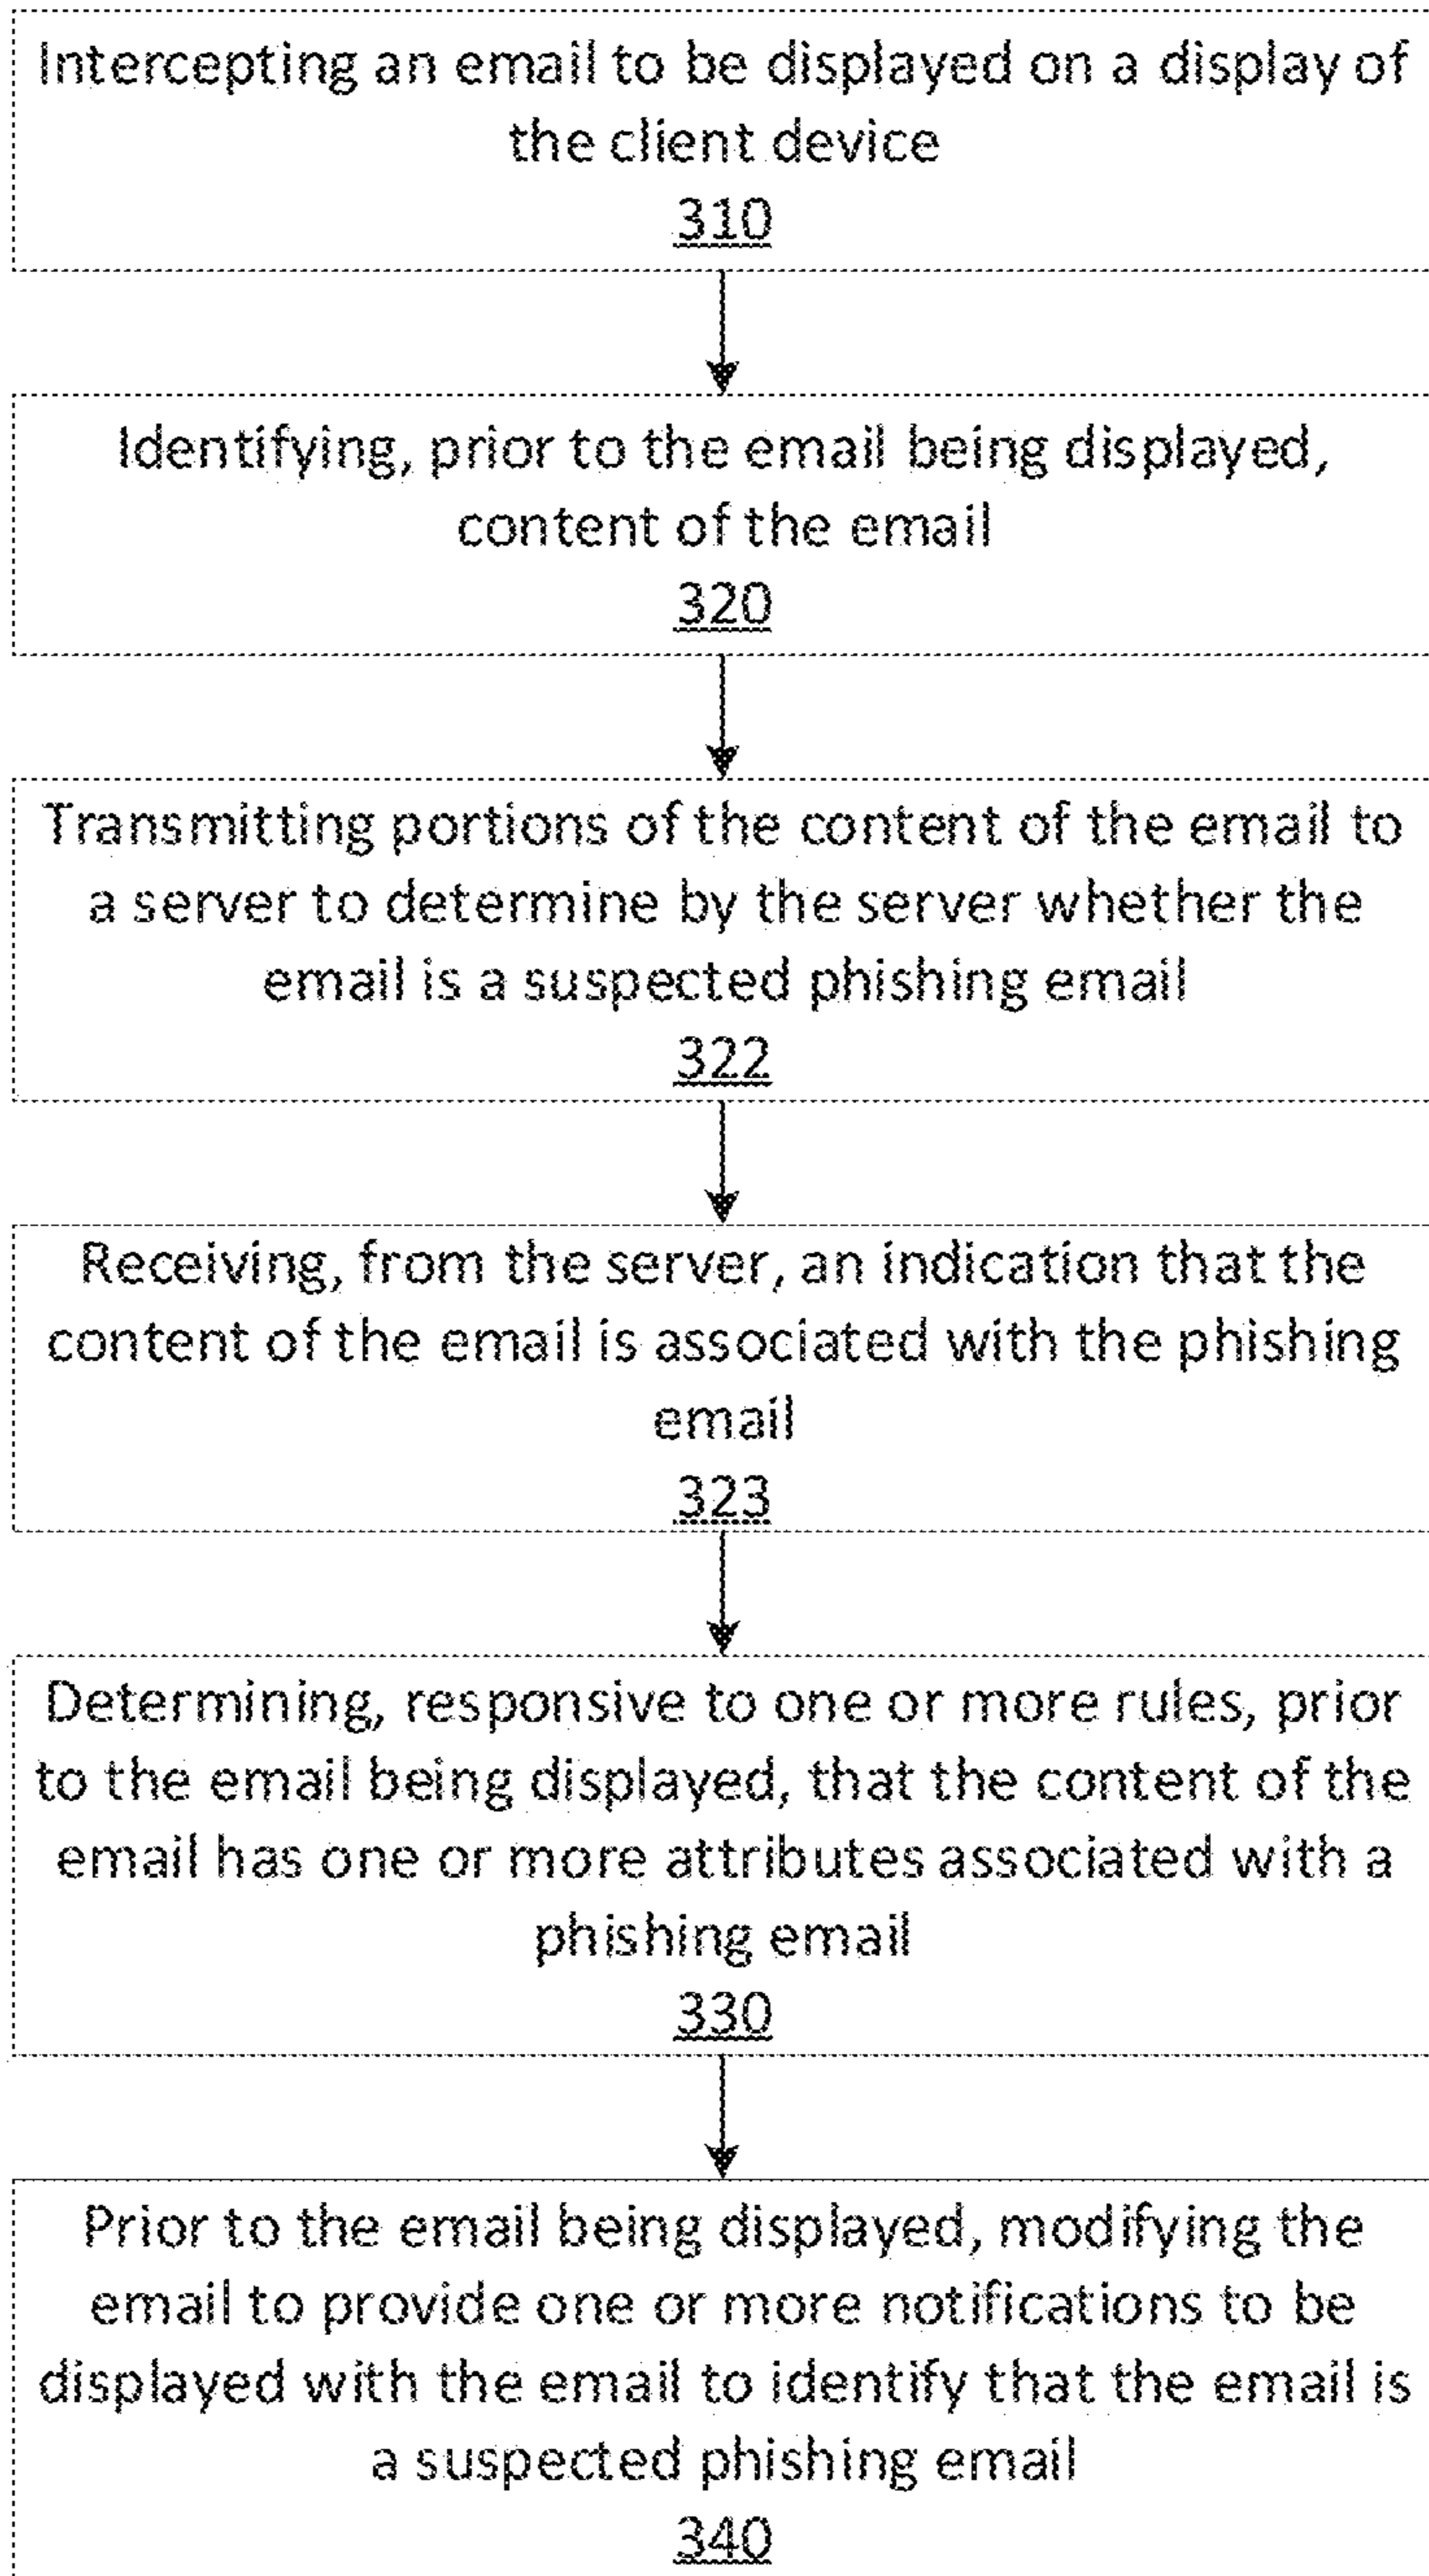 Intercepting an email to be displayed on a display of
the client device
310
Identifying, prior to the email being displayed,
content of the email
320
Transmitting portions of the content of the email to
a server to determine by the server whether the
email is a suspected phishing email
322
Receiving, from the server, an indication that the
content of the email is associated with the phishing
email
323
Determining, responsive to one or more rules, prior
to the email being displayed, that the content of the
email has one or more attributes associated with a
phishing email
330
Prior to the email being displayed, modifying the
email to provide one or more notifications to be
displayed with the email to identify that the email is
a suspected phishing email
340